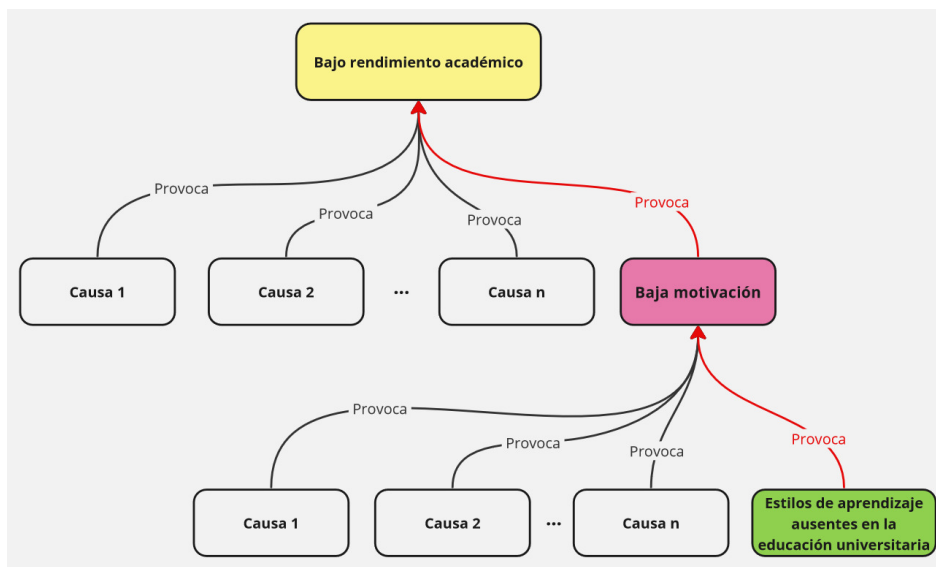 Bajo rendimiento académico
Provoca
Provoca
Provoca
Provoca
Causa 1
Causa 2
...
Causa n
Baja motivación
Provoca
Provoca
Provoca
Provoca
Causa 1
Causa 2
...
Causa n
Estilos de aprendizaje
ausentes en la
educación universitaria